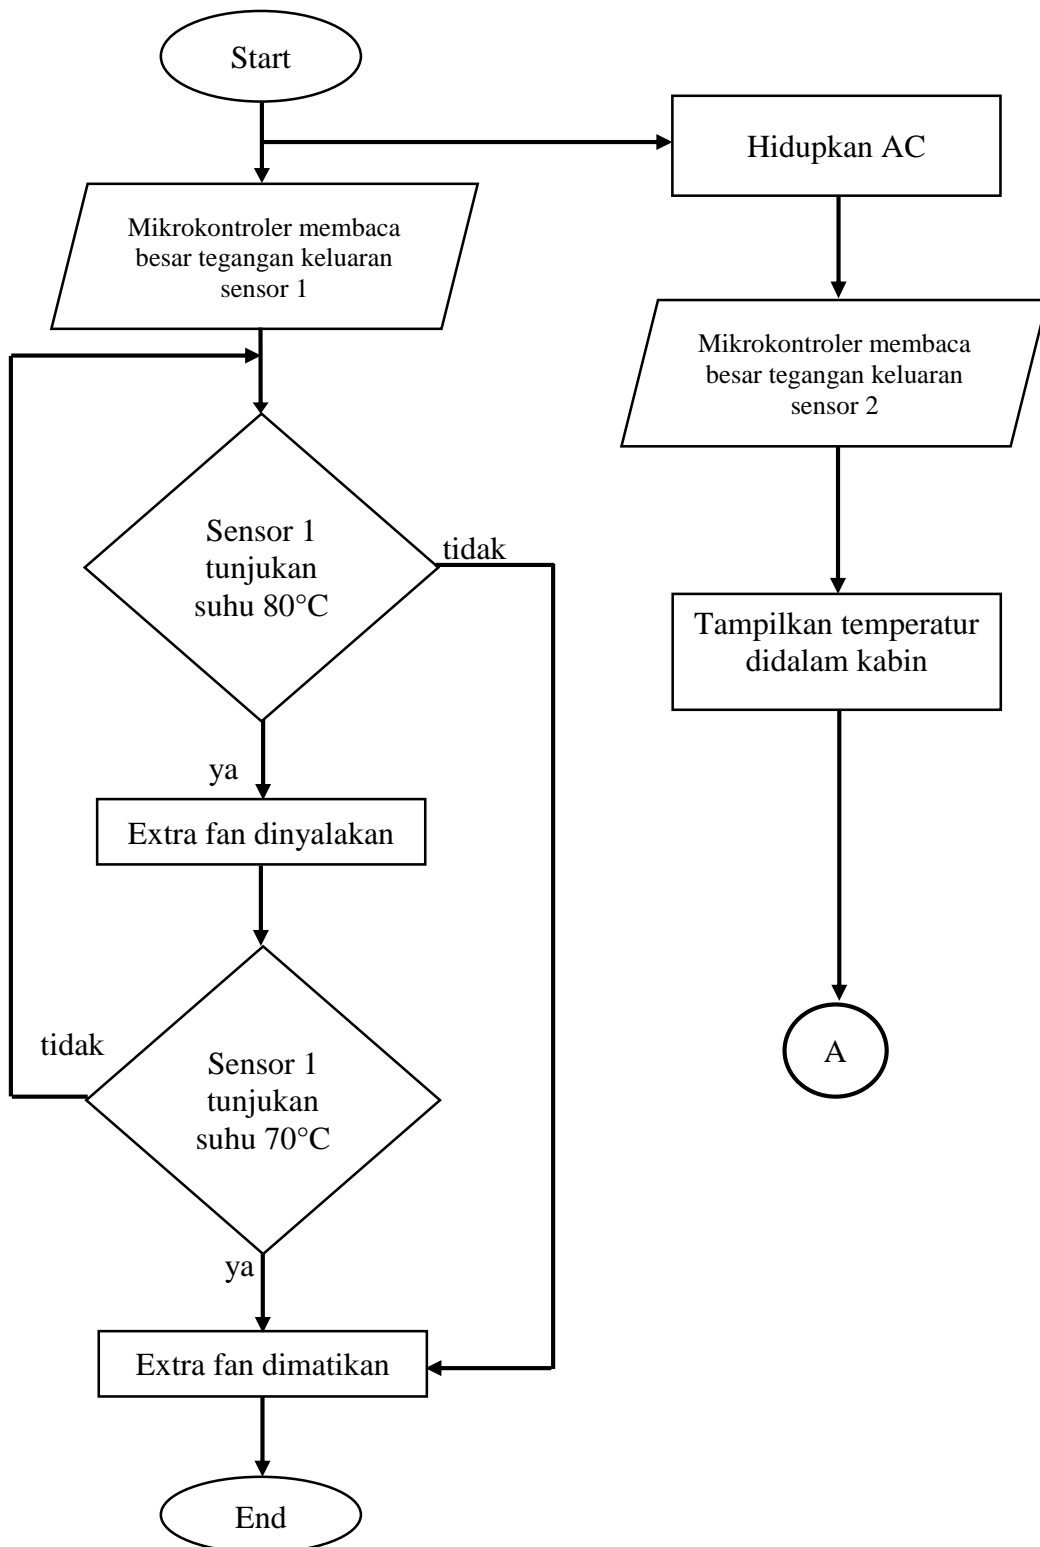 Start
Hidupkan AC
Mikrokontroler membaca
besar tegangan keluaran
sensor 1
Mikrokontroler membaca
besar tegangan keluaran
sensor 2
Sensor 1
tunjukan
suhu 80°C
tidak
Tampilkan temperatur
didalam kabin
ya
Extra fan dinyalakan
tidak
Sensor 1
tunjukan
suhu 70°C
A
ya
Extra fan dimatikan
End